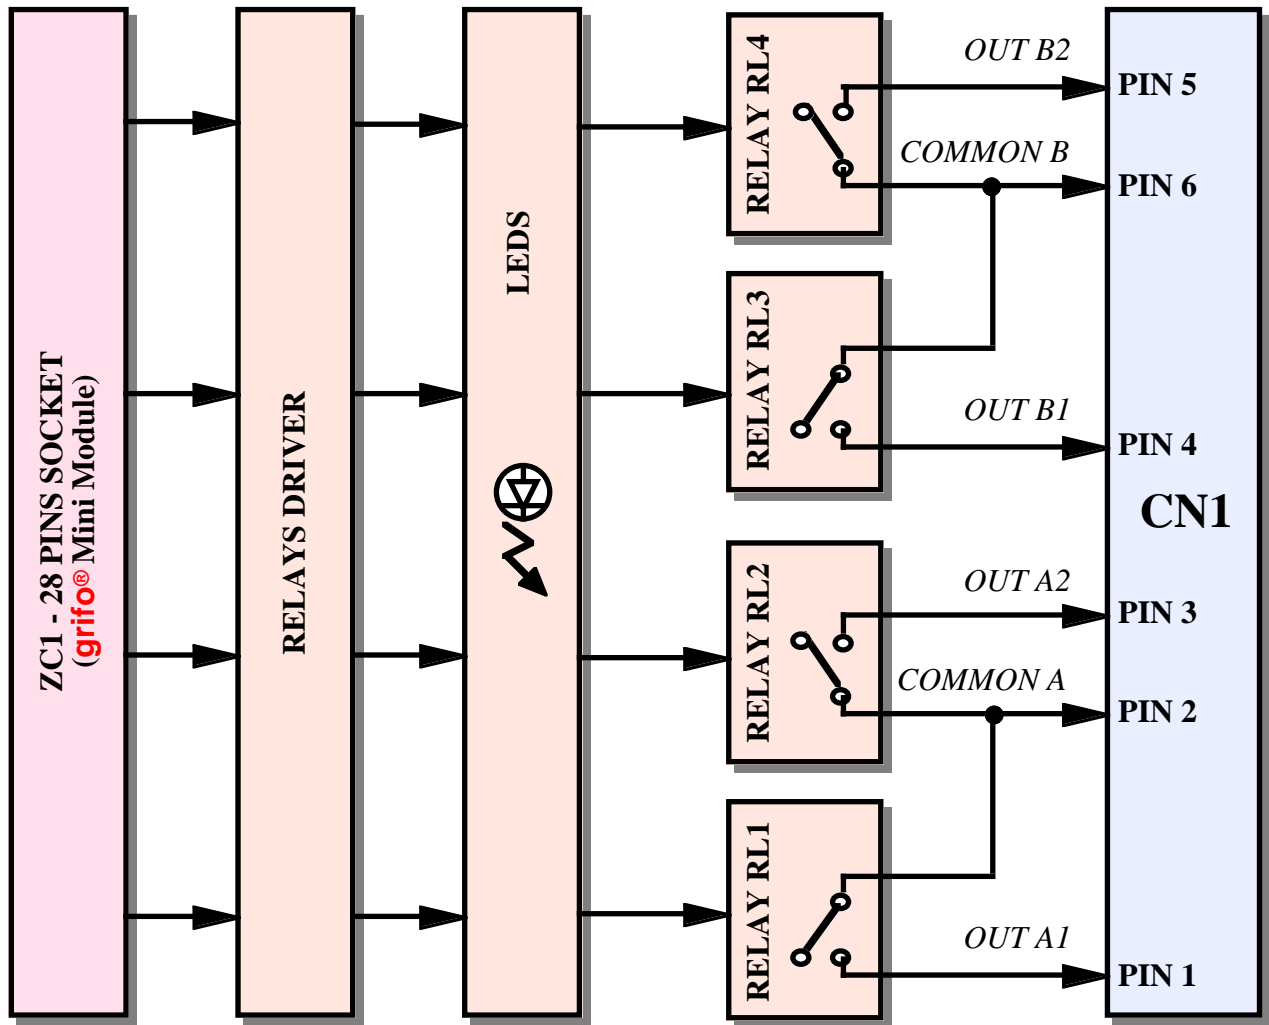 ZC1 - 28 PINS SOCKET
(grifo® Mini Module)
RELAYS DRIVER
LEDS
RELAY RL4
OUT B2
PIN 5
COMMON B
PIN 6
RELAY RL3
OUT B1
PIN 4
CN1
RELAY RL2
OUT A2
PIN 3
COMMON A
PIN 2
RELAY RL1
OUT A1
PIN 1